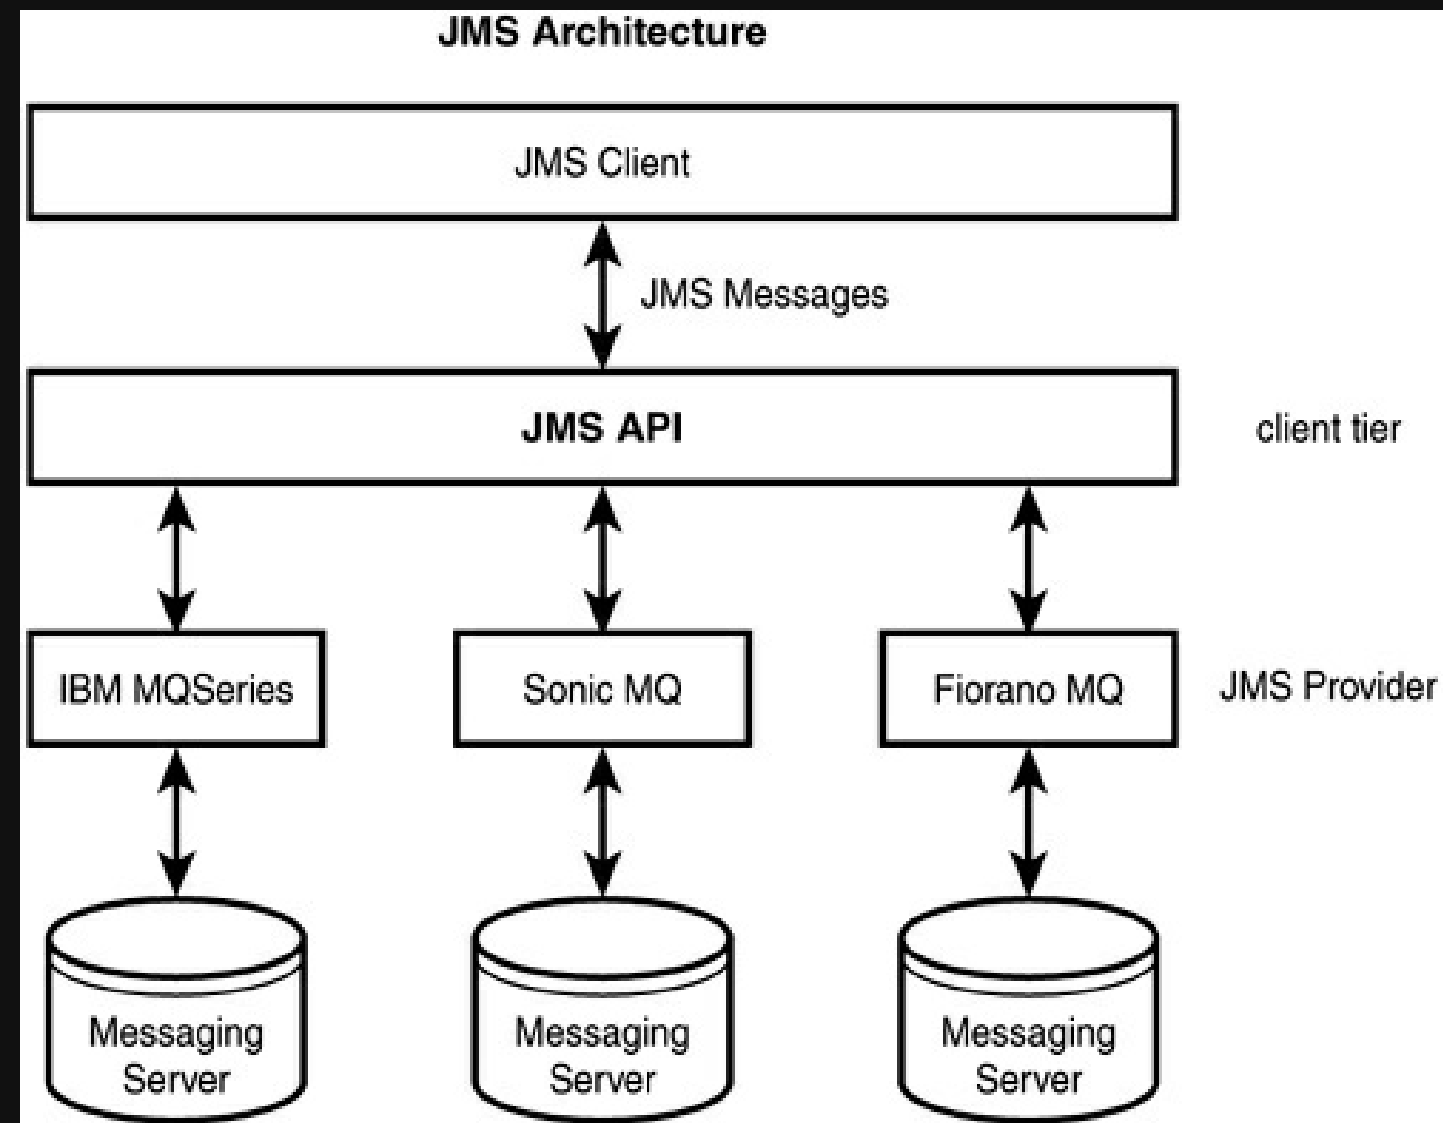 JMS Architecture
JMS Client
JMS Messages
JMS API
client tier
IBM MQSeries
Sonic MQ
Fiorano MQ
JMS Provider
Messaging
Server
Messaging
Server
Messaging
Server